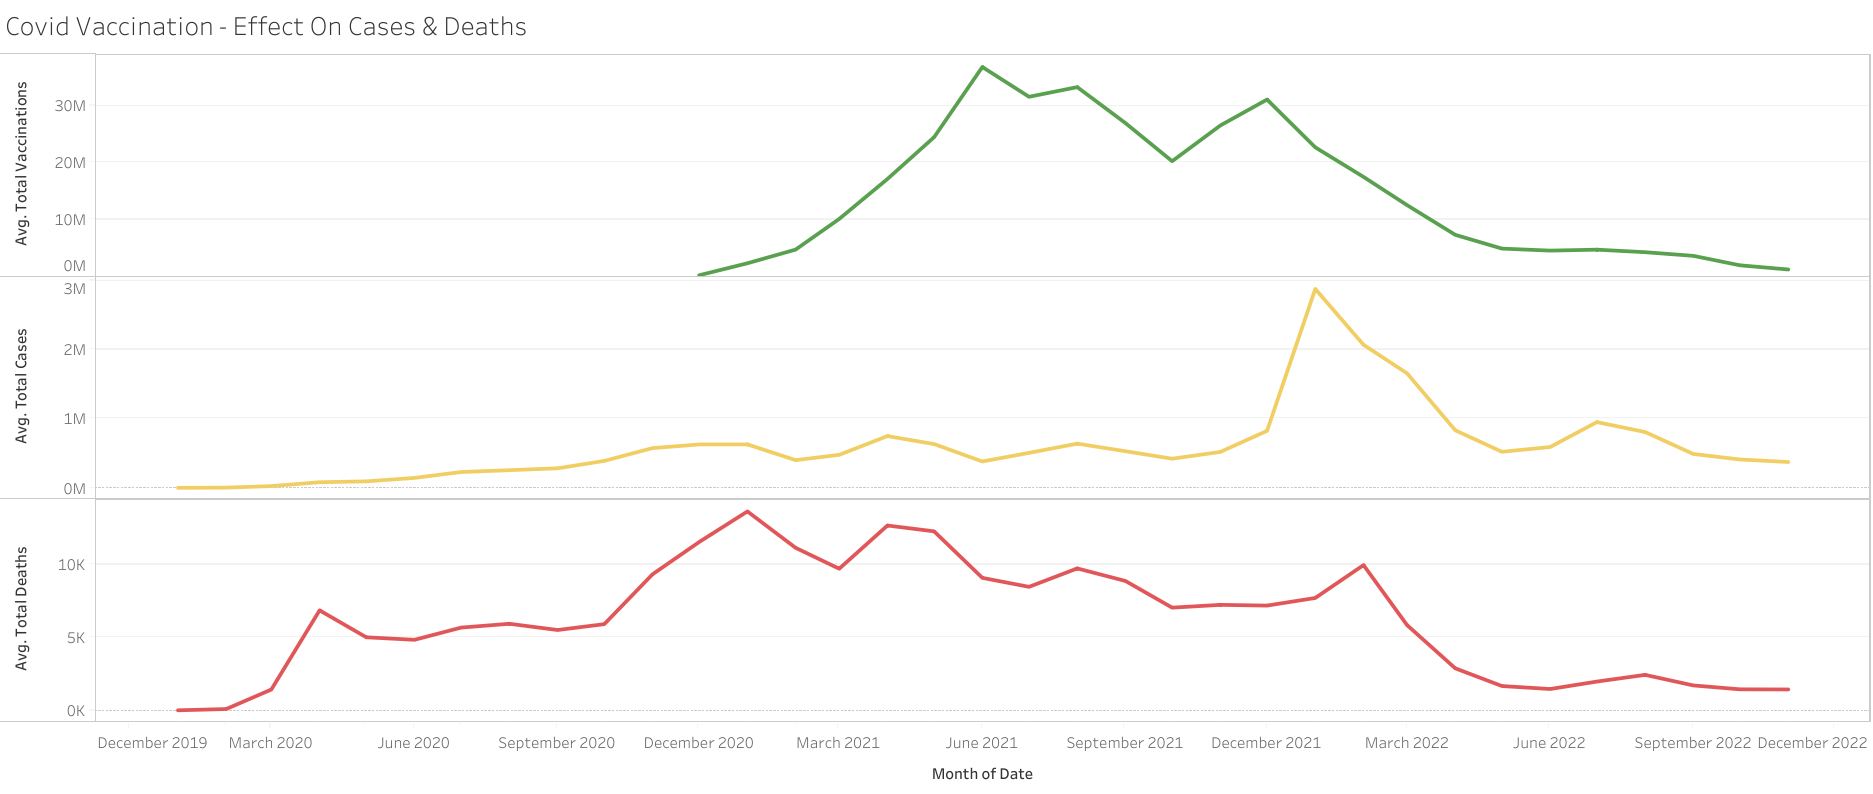 Covid Vaccination - Effect On Cases & Deaths
Avg. Total Vaccinations
30M
20M
10M
0M
Avg. Total Cases
3M
2M
1M
0M
Avg. Total Deaths
10K
5K
0K
December 2019 March 2020 June 2020 September 2020 December 2020 March 2021 June 2021 September 2021 December 2021 March 2022 June 2022 September 2022 December 2022
Month of Date